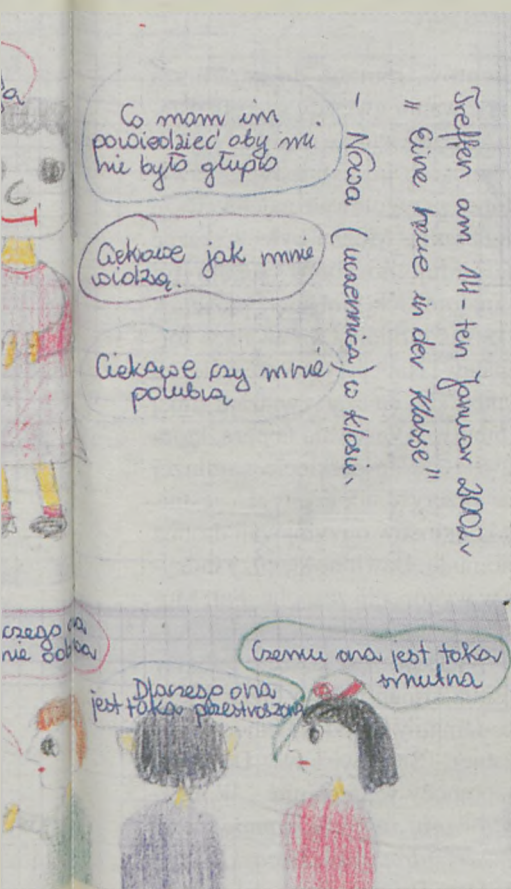 Treffen am 14-ten Januar 2002r
" Eine neue in der Klasse"
- Nowa (uczennica) w klasie.
Co mam im
powiedzieć aby mi
nie było głupio
Ciekawe jak mnie
widzą.
Ciekawe czy mnie
polubią
czego
nie
Dlaczego ona
jest taka przestraszona
Czemu ona jest taka
smutna